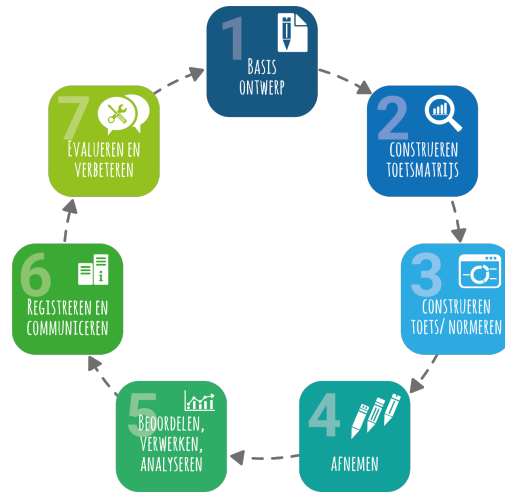 1
BASIS
ONTWERP
2
CONSTRUEREN
TOETSMATRIJS
3
CONSTRUEREN
TOETS/ NORMEREN
4
AFNEMEN
5
BEOORDELEN,
VERWERKEN,
ANALYSEREN
6
REGISTREREN EN
COMMUNICEREN
7
EVALUEREN EN
VERBETEREN